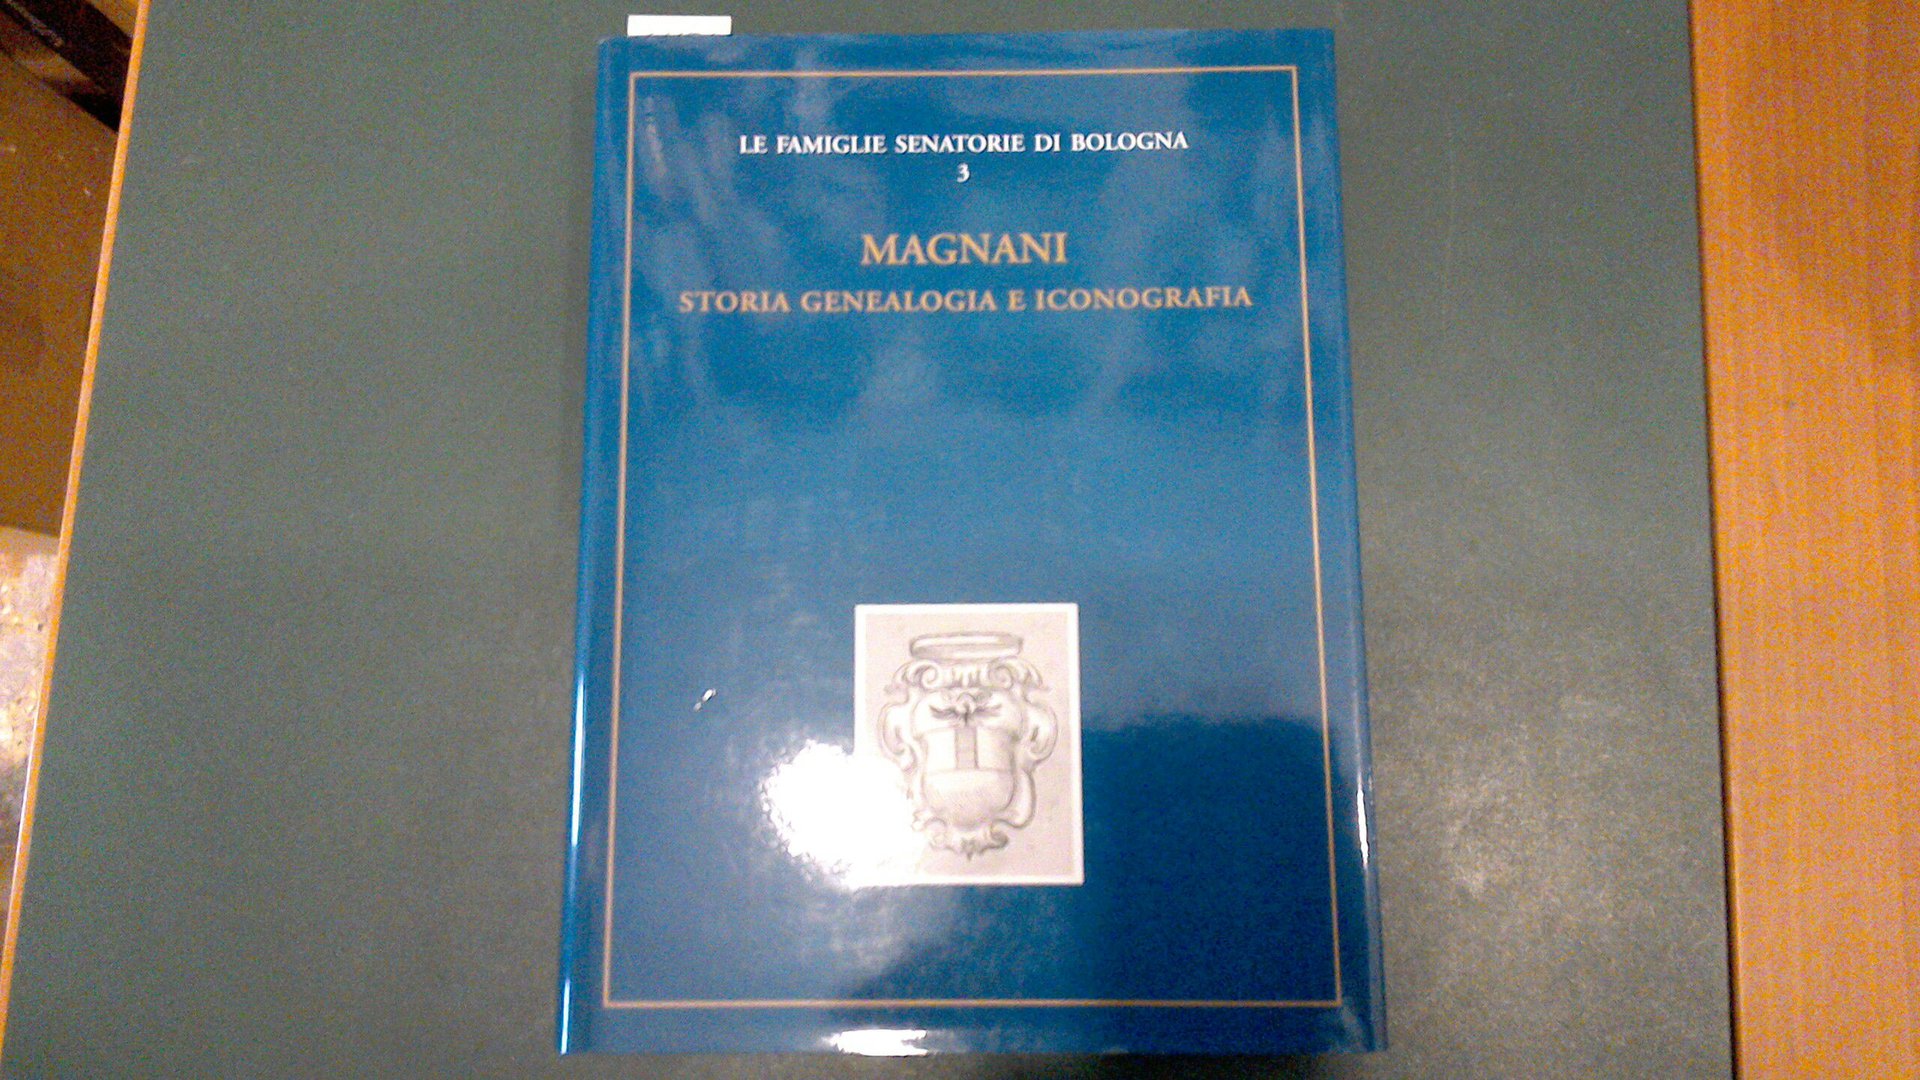 LE FAMIGLIE SENATORIE DI BOLOGNA
3
MAGNANI
STORIA GENEALOGIA E ICONOGRAFIA